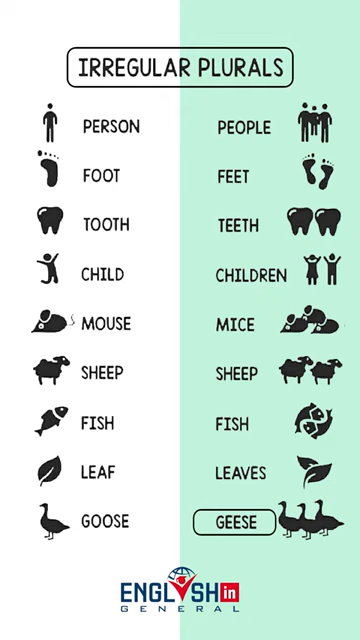 IRREGULAR PLURALS
PERSON PEOPLE
FOOT FEET
TOOTH TEETH
CHILD CHILDREN
MOUSE MICE
SHEEP SHEEP
FISH FISH
LEAF LEAVES
GOOSE GEESE
ENGLYSH in
GENERAL